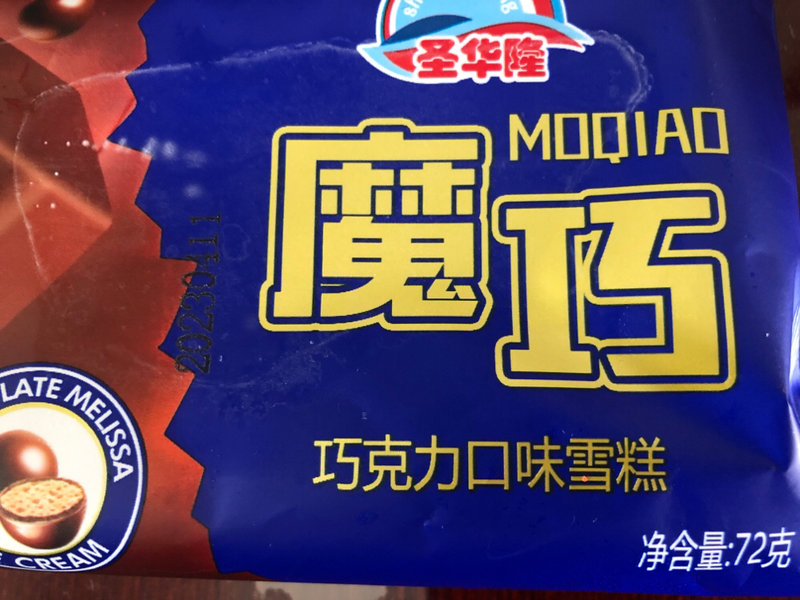 圣华隆
MOQIAO
魔巧
20230411
巧克力口味雪糕
净含量:72克
LATE MELISSA
CREAM